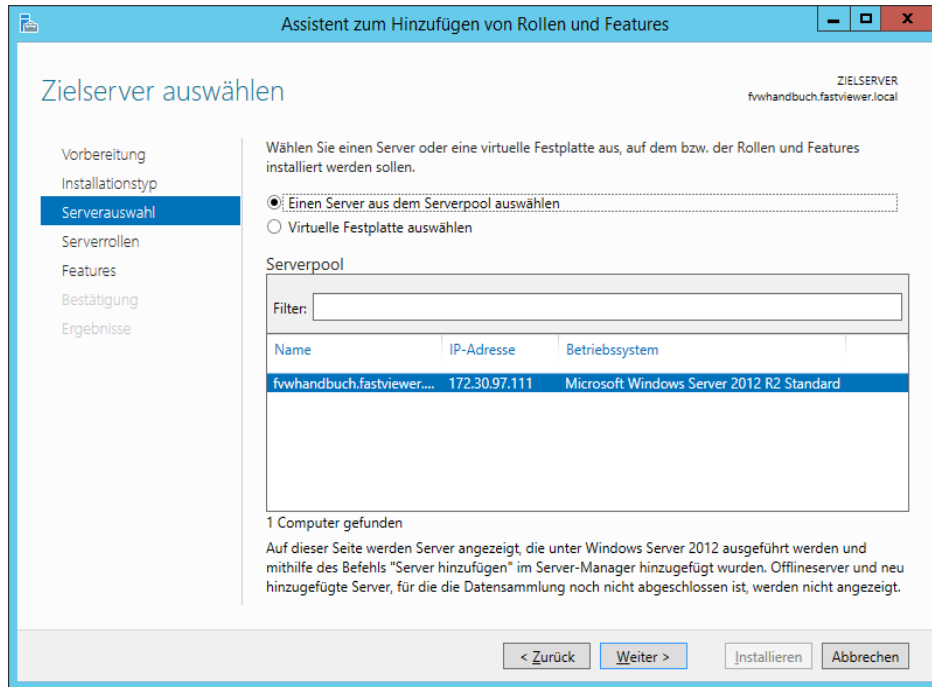 Assistent zum Hinzufügen von Rollen und Features
Zielserver auswählen
ZIELSERVER
fvwhandbuch.fastviewer.local
Vorbereitung
Installationstyp
Serverauswahl
Serverrollen
Features
Bestätigung
Ergebnisse
Wählen Sie einen Server oder eine virtuelle Festplatte aus, auf dem bzw. der Rollen und Features
installiert werden sollen.
Einen Server aus dem Serverpool auswählen
Virtuelle Festplatte auswählen
Serverpool
Filter:
Name IP-Adresse Betriebssystem
fvwhandbuch.fastviewer.... 172.30.97.111 Microsoft Windows Server 2012 R2 Standard
1 Computer gefunden
Auf dieser Seite werden Server angezeigt, die unter Windows Server 2012 ausgeführt werden und
mithilfe des Befehls "Server hinzufügen" im Server-Manager hinzugefügt wurden. Offlineserver und neu
hinzugefügte Server, für die die Datensammlung noch nicht abgeschlossen ist, werden nicht angezeigt.
< Zurück Weiter > Installieren Abbrechen